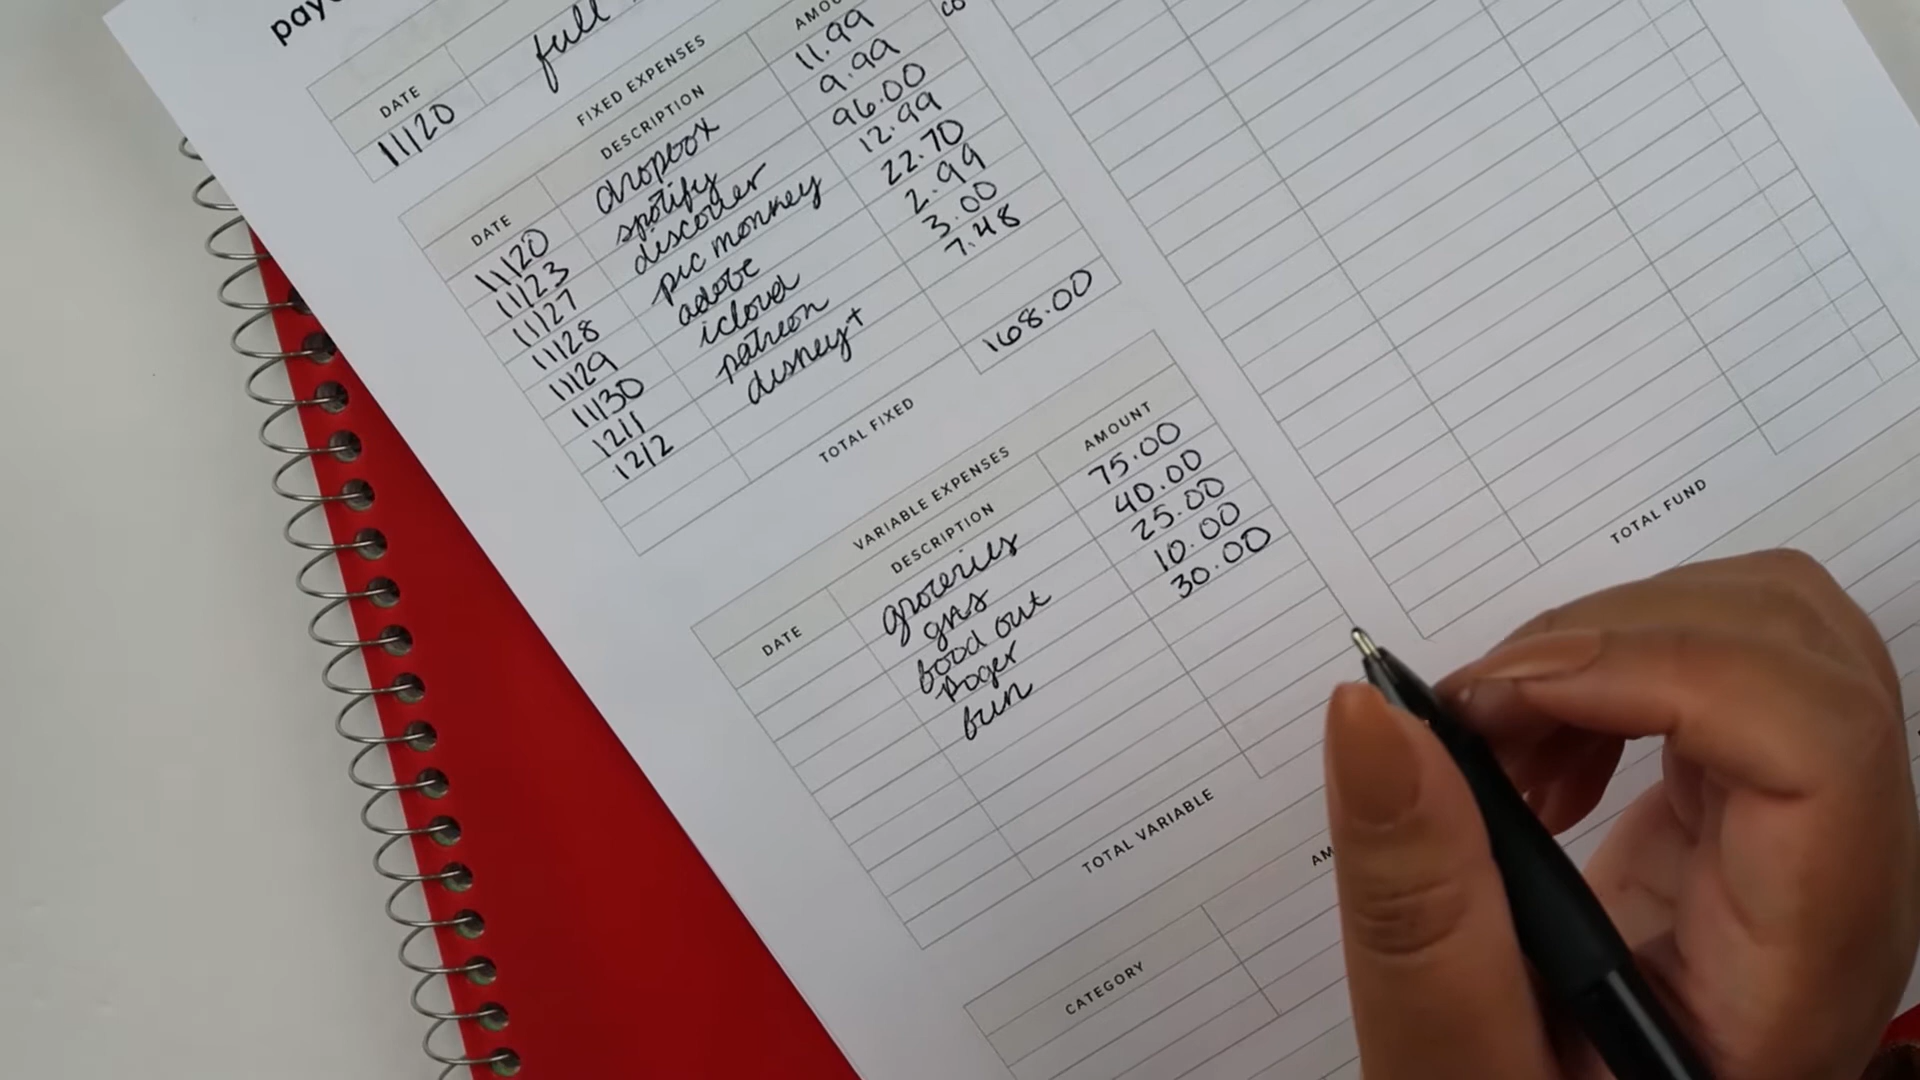 DATE
11/20 full
FIXED EXPENSES
DATE DESCRIPTION AMOU
11/20 dropbox 11.99
11/23 spotify 9.99
11/27 discover 96.00
11/28 pic monkey 12.99
11/29 adobe 22.70
11/30 icloud 2.99
12/1 patreon 3.00
12/2 disney+ 7.48
TOTAL FIXED 168.00
VARIABLE EXPENSES
DATE DESCRIPTION AMOUNT
groceries 75.00
gas 40.00
food out 25.00
Roger 10.00
fun 30.00
TOTAL VARIABLE
CATEGORY AM
TOTAL FUND